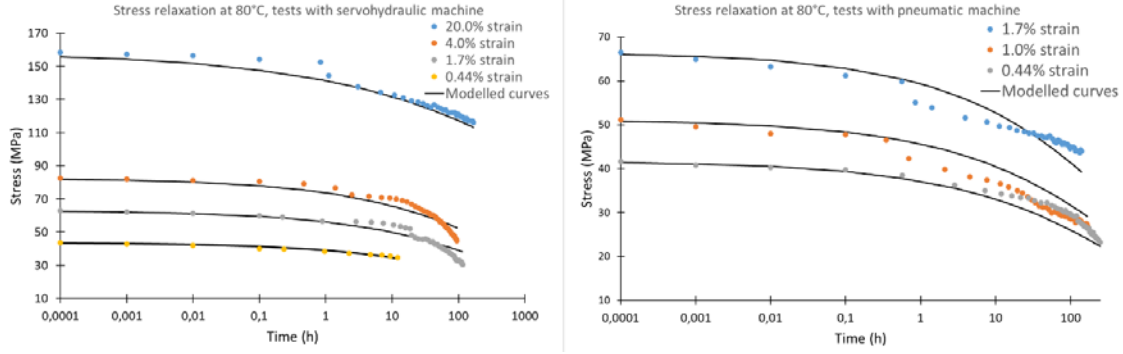 Stress relaxation at 80°C, tests with servohydraulic machine
170
150
130
110
90
70
50
30
10
Stress (MPa)
20.0% strain
4.0% strain
1.7% strain
0.44% strain
Modelled curves
0,0001
0,001
0,01
0,1
1
10
100
1000
Time (h)
Stress relaxation at 80°C, tests with pneumatic machine
70
60
50
40
30
20
10
Stress (MPa)
1.7% strain
1.0% strain
0.44% strain
Modelled curves
0,0001
0,001
0,01
0,1
1
10
100
Time (h)